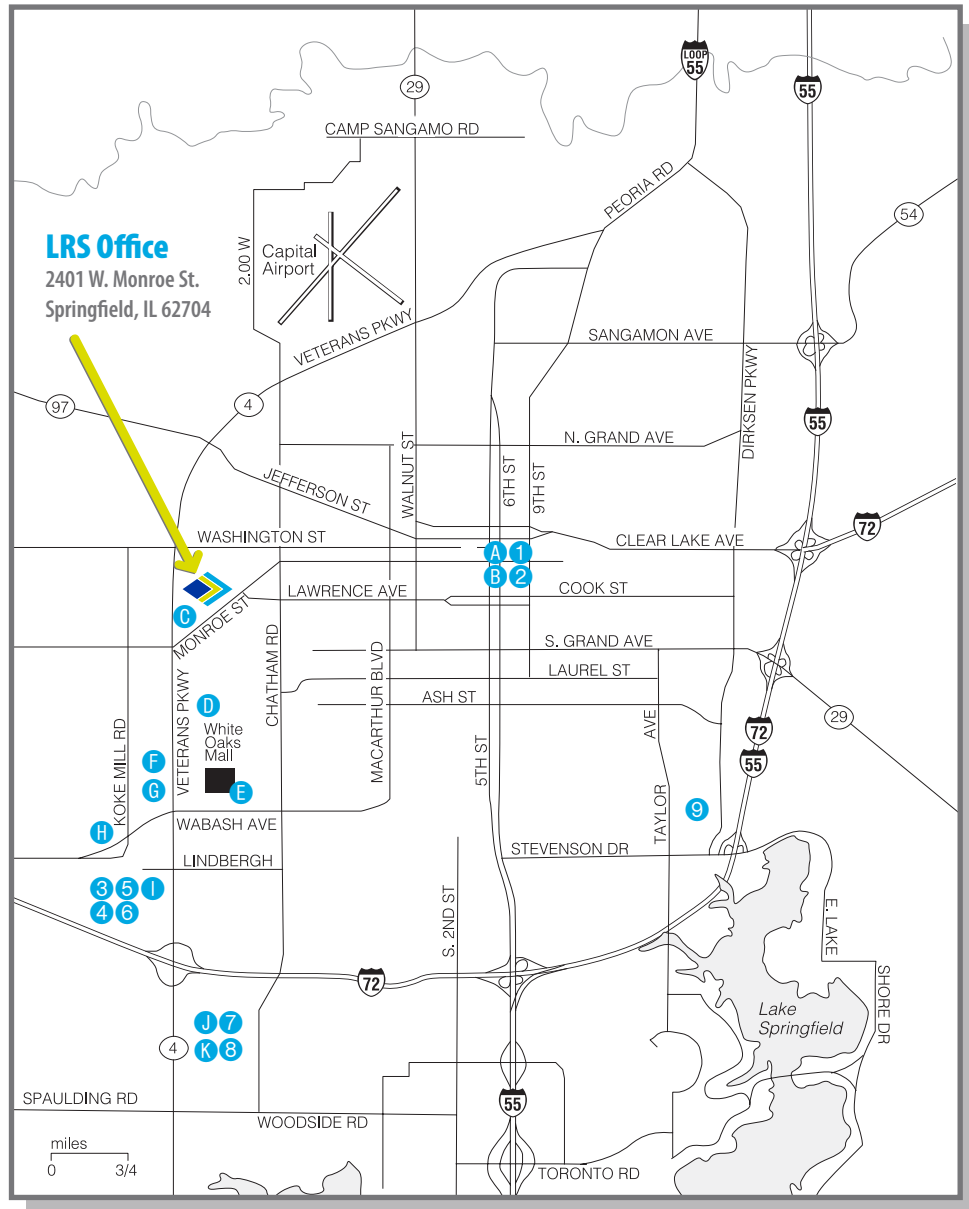 LOOP
55
55
29
CAMP SANGAMO RD
PEORIA RD
54
LRS Office
2401 W. Monroe St.
Springfield, IL 62704
2.00 W
Capital
Airport
VETERANS PKWY
SANGAMON AVE
DIRKSEN PKWY
97
4
55
N. GRAND AVE
WALNUT ST
6TH ST
9TH ST
JEFFERSON ST
72
WASHINGTON ST
CLEAR LAKE AVE
A 1
B 2
LAWRENCE AVE
COOK ST
C
MONROE ST
S. GRAND AVE
CHATHAM RD
MACARTHUR BLVD
LAUREL ST
ASH ST
D
VETERANS PKWY
White
Oaks
Mall
5TH ST
AVE
29
72
55
KOKE MILL RD
F
G
E
TAYLOR
9
H
WABASH AVE
LINDBERGH
STEVENSON DR
3 5 I
4 6
S. 2ND ST
E. LAKE
SHORE DR
72
Lake
Springfield
J 7
4
K 8
SPAULDING RD
55
WOODSIDE RD
miles
0 3/4
TORONTO RD